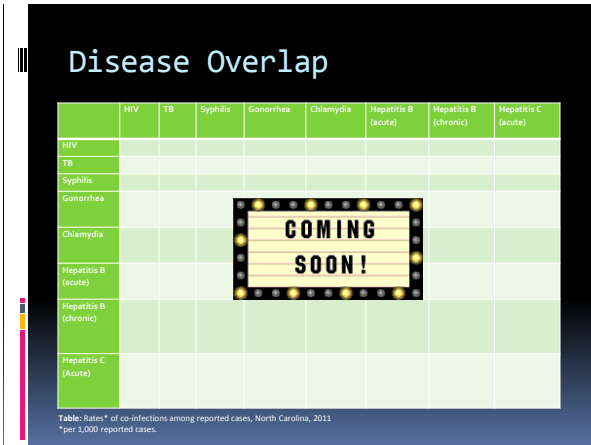 Disease Overlap
HIV TB Syphilis Gonorrhea Chlamydia Hepatitis B Hepatitis B Hepatitis C
(acute) (chronic) (acute)
HIV
TB
Syphilis
Gonorrhea
COMING
Chlamydia
SOON!
Hepatitis B
(acute)
Hepatitis B
(chronic)
Hepatitis C
(Acute)
Table: Rates* of co-infections among reported cases, North Carolina, 2011
*per 1,000 reported cases.